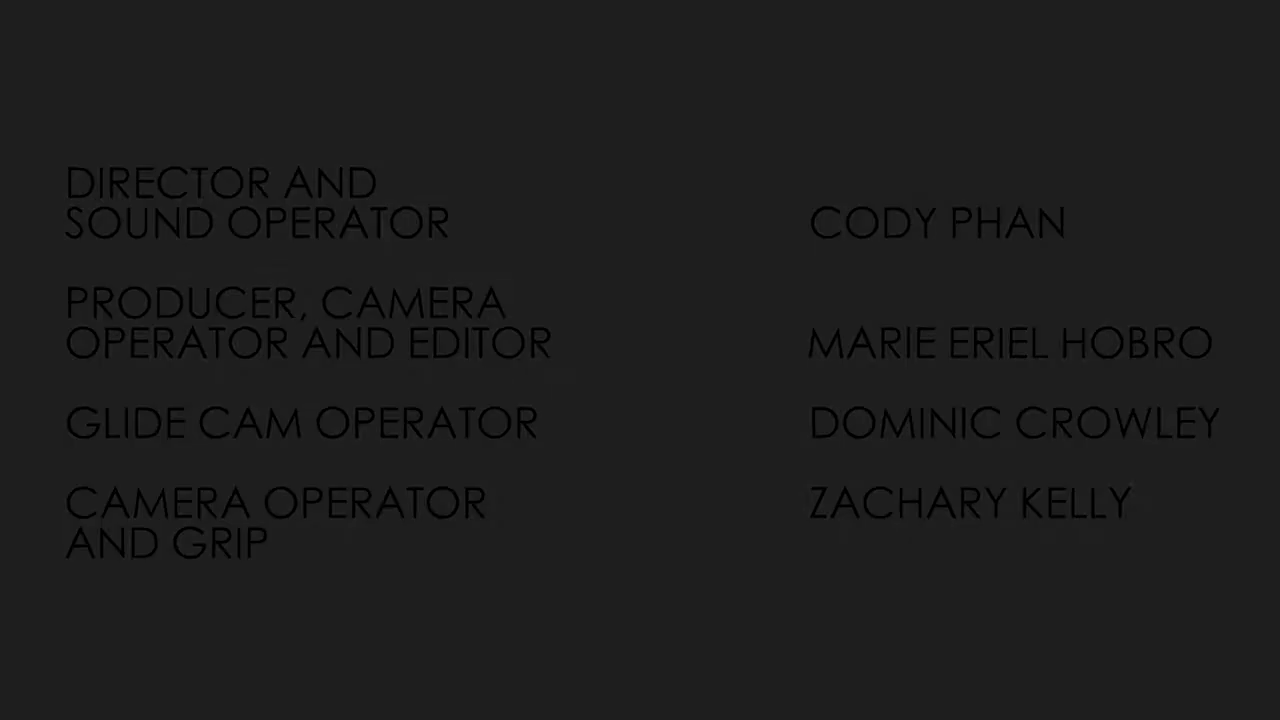 DIRECTOR AND
SOUND OPERATOR CODY PHAN
PRODUCER, CAMERA
OPERATOR AND EDITOR MARIE ERIEL HOBRO
GLIDE CAM OPERATOR DOMINIC CROWLEY
CAMERA OPERATOR ZACHARY KELLY
AND GRIP